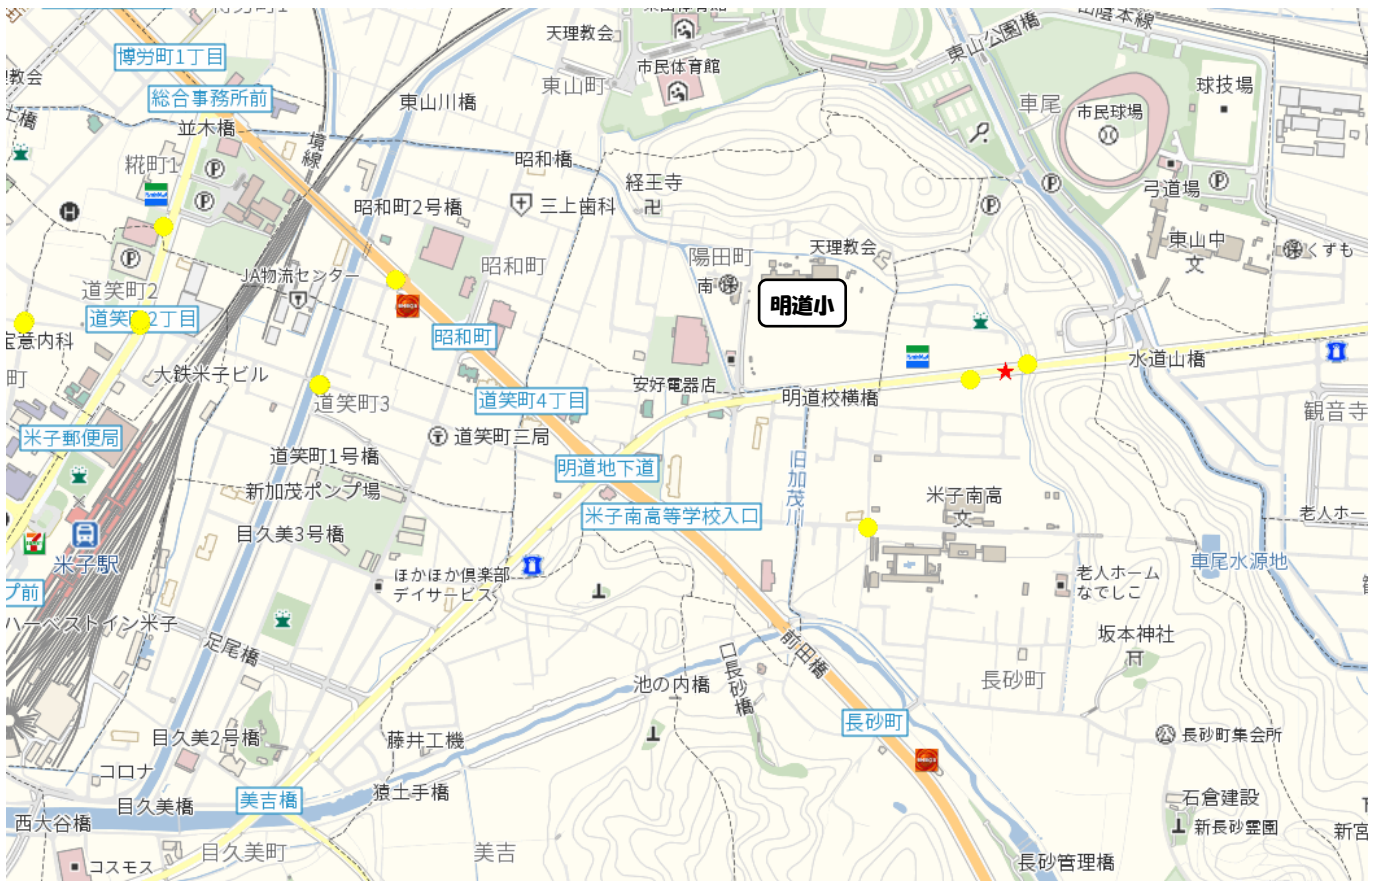 東山公園橋
山陰本線
博労町1丁目
天理教会
市民体育館
東山町
球技場
総合事務所前
東山川橋
車尾
市民球場
並木橋
境線
昭和橋
糀町1
経王寺
三上歯科
弓道場
昭和町2号橋
東山中
文
くずも
陽田町
天理教会
昭和町
JA物流センター
南
保
明道小
道笑町2
道笑町2丁目
宝意内科
昭和町
水道山橋
町
大鉄米子ビル
安好電器店
道笑町3
道笑町4丁目
明道校横橋
観音寺
米子郵便局
道笑町三局
道笑町1号橋
明道地下道
旧加茂川
新加茂ポンプ場
米子南高
文
米子南高等学校入口
老人ホー
目久美3号橋
米子駅
車尾水源地
ほかほか倶楽部
デイサービス
老人ホーム
なでしこ
プ前
ハーベストイン米子
足尾橋
坂本神社
前田橋
口長砂橋
池の内橋
長砂町
長砂町
目久美2号橋
藤井工機
長砂町集会所
コロナ
目久美橋
美吉橋
猿土手橋
石倉建設
西大谷橋
新長砂霊園
新宮
目久美町
美吉
コスモス
長砂管理橋